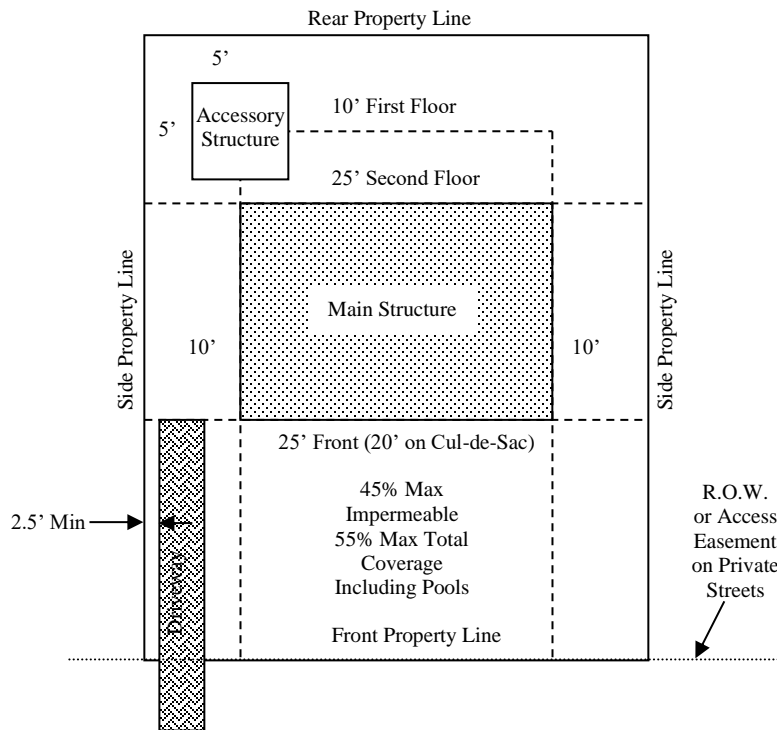 Rear Property Line
5’
Accessory
Structure
5’
10’ First Floor
25’ Second Floor
Side Property Line
Main Structure
10’
10’
Side Property Line
25’ Front (20’ on Cul-de-Sac)
45% Max
Impermeable
55% Max Total
Coverage
Including Pools
2.5’ Min
Driveway
R.O.W.
or Access
Easement
on Private
Streets
Front Property Line